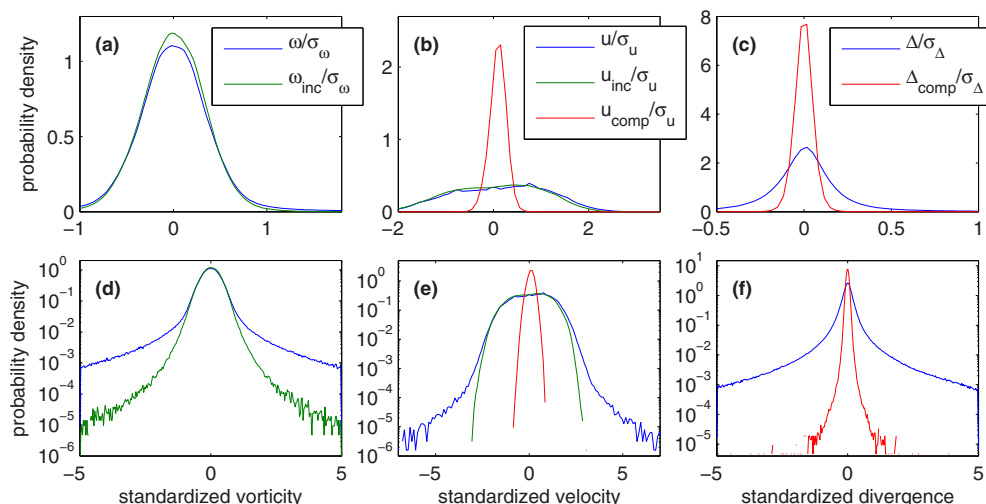 probability density
(a)
ω/σ_ω
ω_inc/σ_ω
1
0.5
0
−1 0 1
(b)
u/σ_u
u_inc/σ_u
u_comp/σ_u
2
1
0
−2 0 2
(c)
Δ/σ_Δ
Δ_comp/σ_Δ
8
6
4
2
0
−0.5 0 0.5 1
probability density
(d)
10^0
10^−1
10^−2
10^−3
10^−4
10^−5
10^−6
−5 0 5
standardized vorticity
(e)
10^0
10^−1
10^−2
10^−3
10^−4
10^−5
10^−6
−5 0 5
standardized velocity
(f)
10^1
10^0
10^−1
10^−2
10^−3
10^−4
10^−5
−5 0 5
standardized divergence